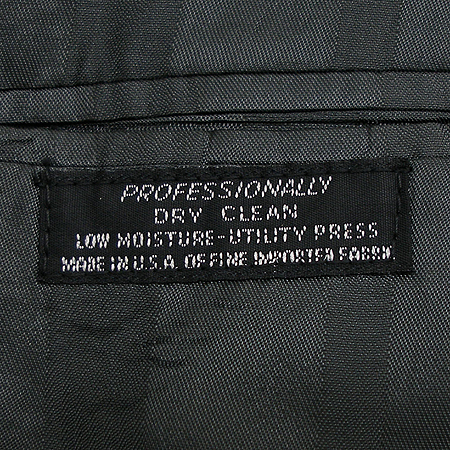 PROFESSIONALLY
DRY CLEAN
LOW MOISTURE-UTILITY PRESS
MADE IN U.S.A. OF FINE IMPORTED FABRIC